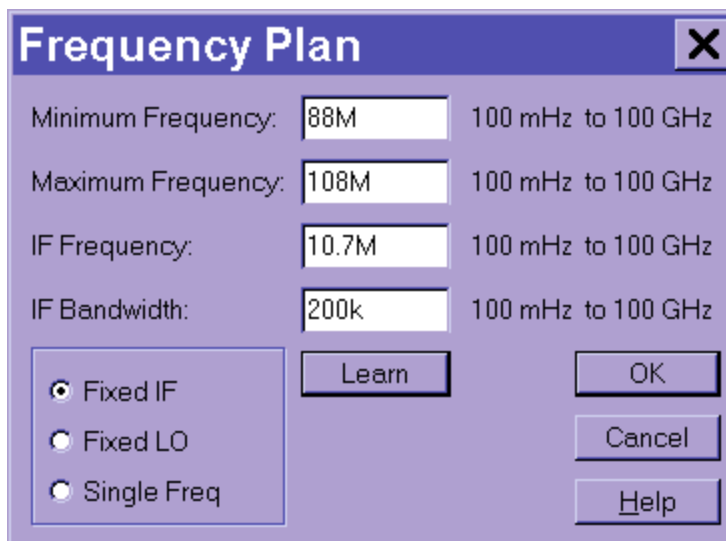 Frequency Plan
Minimum Frequency: 88M 100 mHz to 100 GHz
Maximum Frequency: 108M 100 mHz to 100 GHz
IF Frequency: 10.7M 100 mHz to 100 GHz
IF Bandwidth: 200k 100 mHz to 100 GHz
Learn OK
Fixed IF
Fixed LO Cancel
Single Freq Help